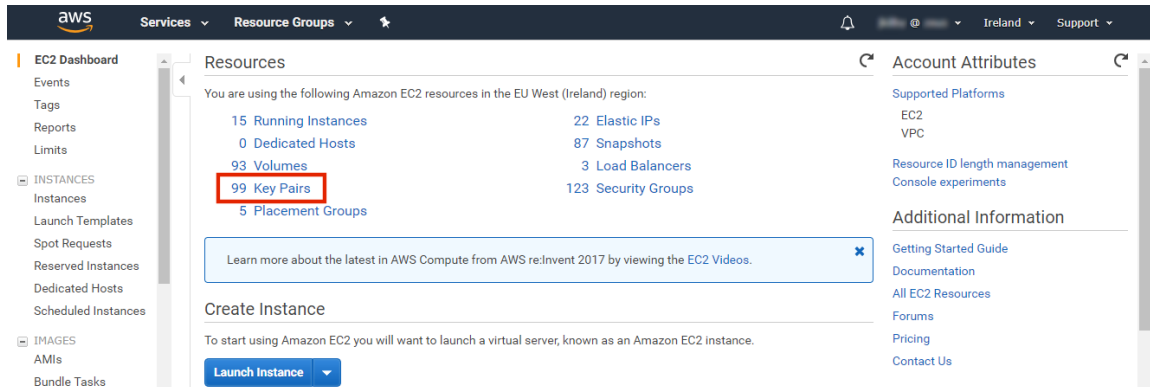 aws Services Resource Groups @ Ireland Support
EC2 Dashboard
Events
Tags
Reports
Limits
INSTANCES
Instances
Launch Templates
Spot Requests
Reserved Instances
Dedicated Hosts
Scheduled Instances
IMAGES
AMIs
Bundle Tasks
Resources
You are using the following Amazon EC2 resources in the EU West (Ireland) region:
15 Running Instances 22 Elastic IPs
0 Dedicated Hosts 87 Snapshots
93 Volumes 3 Load Balancers
99 Key Pairs 123 Security Groups
5 Placement Groups
Learn more about the latest in AWS Compute from AWS re:Invent 2017 by viewing the EC2 Videos.
Create Instance
To start using Amazon EC2 you will want to launch a virtual server, known as an Amazon EC2 instance.
Launch Instance
Account Attributes
Supported Platforms
EC2
VPC
Resource ID length management
Console experiments
Additional Information
Getting Started Guide
Documentation
All EC2 Resources
Forums
Pricing
Contact Us